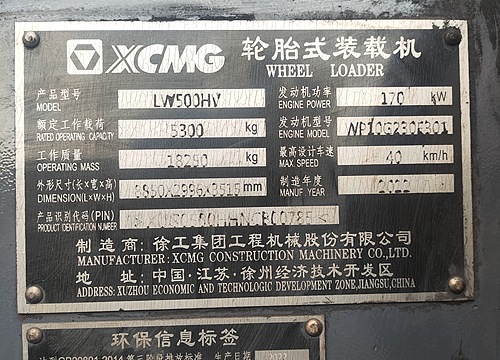 XCMG 轮胎式装载机
WHEEL LOADER
产品型号 MODEL LW500HV
发动机功率 ENGINE POWER 170 kW
额定工作载荷 RATED OPERATING CAPACITY 5300 kg
发动机型号 ENGINE MODEL
工作质量 OPERATING MASS 18250 kg
最高设计车速 MAX. SPEED 40 km/h
外形尺寸(长×宽×高) DIMENSION(L×W×H) mm
制造年度 MANUF.YEAR 2022
产品识别代码(PIN) PRODUCT IDENTIFICATION NUMBER
制造商:徐工集团工程机械股份有限公司
MANUFACTURER:XCMG CONSTRUCTION MACHINERY CO.,LTD.
地 址:中国·江苏·徐州经济技术开发区
ADDRESS:XUZHOU ECONOMIC AND TECHNOLOGIC DEVELOPMENT ZONE,JIANGSU,CHINA
环保信息标签
生产日期 2022